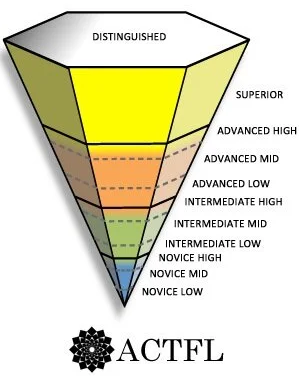 DISTINGUISHED
SUPERIOR
ADVANCED HIGH
ADVANCED MID
ADVANCED LOW
INTERMEDIATE HIGH
INTERMEDIATE MID
INTERMEDIATE LOW
NOVICE HIGH
NOVICE MID
NOVICE LOW
ACTFL